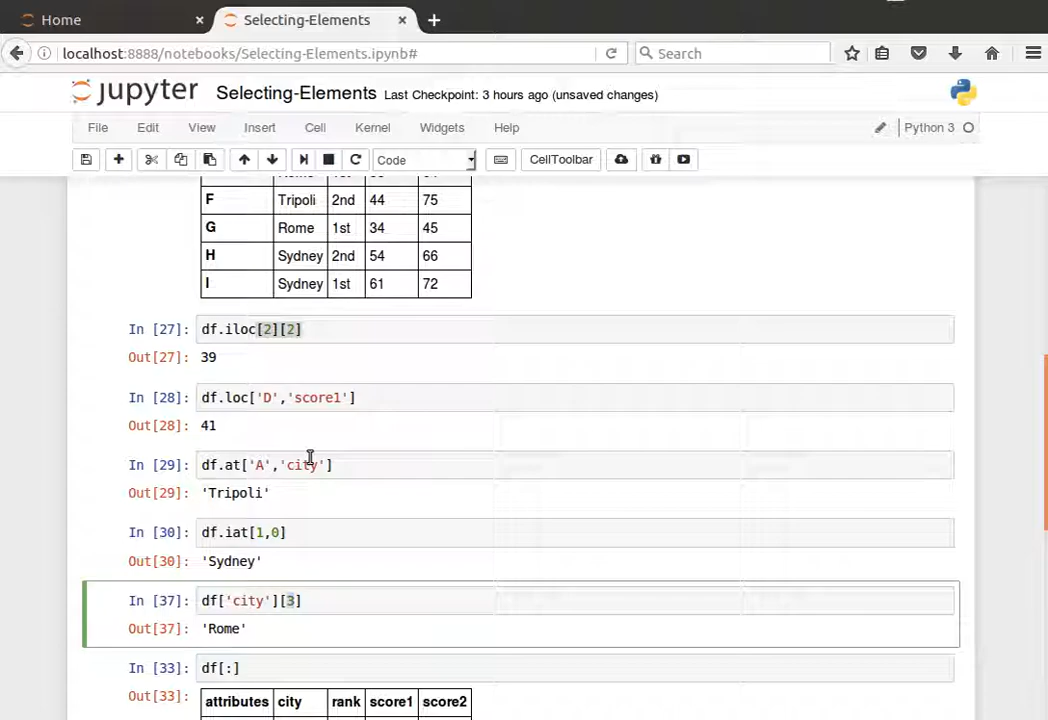 Home
Selecting-Elements
localhost:8888/notebooks/Selecting-Elements.ipynb#
Search
jupyter Selecting-Elements Last Checkpoint: 3 hours ago (unsaved changes)
File Edit View Insert Cell Kernel Widgets Help Python 3
Code CellToolbar
F Tripoli 2nd 44 75
G Rome 1st 34 45
H Sydney 2nd 54 66
I Sydney 1st 61 72
In [27]: df.iloc[2][2]
Out[27]: 39
In [28]: df.loc['D','score1']
Out[28]: 41
In [29]: df.at['A','city']
Out[29]: 'Tripoli'
In [30]: df.iat[1,0]
Out[30]: 'Sydney'
In [37]: df['city'][3]
Out[37]: 'Rome'
In [33]: df[:]
Out[33]:
attributes city rank score1 score2